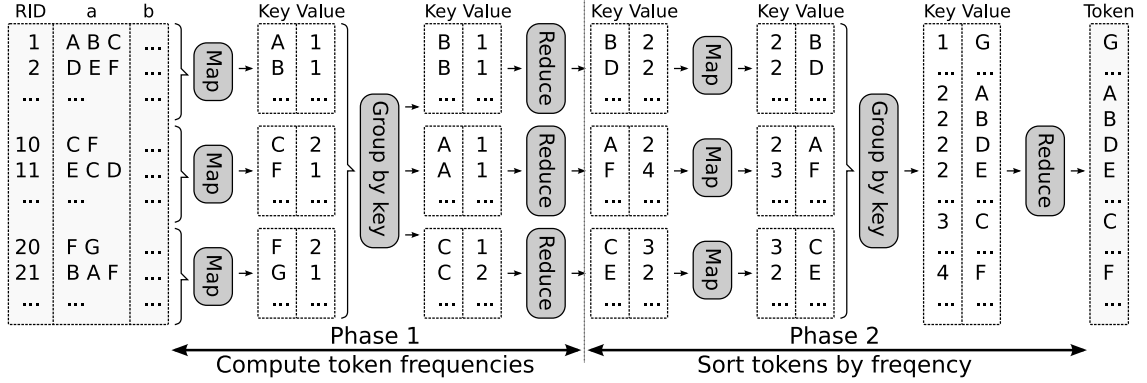 RID a b Key Value Key Value Key Value Key Value Key Value Token
1 A B C ... A 1 B 1 B 2 2 B 1 G G
2 D E F ... B 1 B 1 D 2 2 D ... ... ...
... ... ... ... ... ... ... ... ... ... 2 A A
Map Reduce Map 2 B B
10 C F ... C 2 A 1 A 2 2 A 2 D D
11 E C D ... F 1 A 1 F 4 3 F 2 E E
... ... ... ... ... ... ... ... ... ... ... ...
Map Group by key Reduce Map Group by key Reduce
3 C C
20 F G ... F 2 C 1 C 3 3 C ... ... ...
21 B A F ... G 1 C 2 E 2 2 E 4 F F
... ... ... ... ... ... ... ... ... ... ... ... ...
Map Reduce Map
Phase 1 Phase 2
Compute token frequencies Sort tokens by freqency